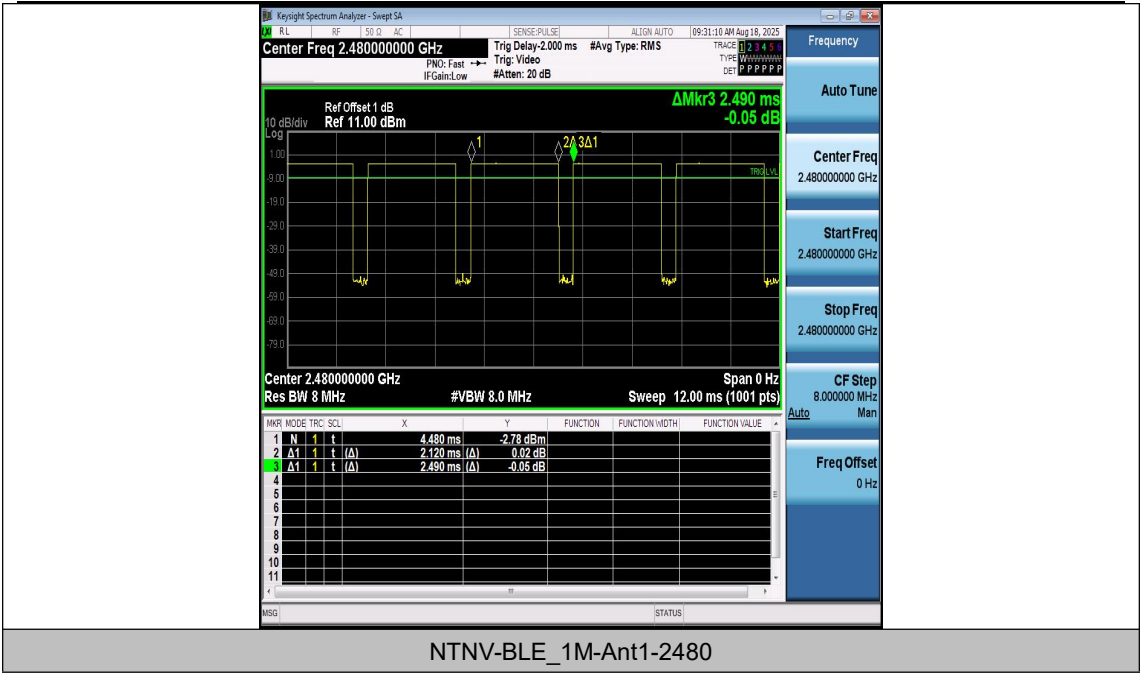 Keysight Spectrum Analyzer - Swept SA
RL RF 50 Ω AC SENSE:PULSE ALIGN AUTO 09:31:10 AM Aug 18, 2025
Center Freq 2.480000000 GHz
Trig Delay-2.000 ms #Avg Type: RMS
TRACE 1 2 3 4 5 6
PNO: Fast Trig: Video
TYPE W
IFGain:Low #Atten: 20 dB
DET P P P P P P
ΔMkr3 2.490 ms
-0.05 dB
Ref Offset 1 dB
10 dB/div Ref 11.00 dBm
Log
1 2Δ 3Δ1
1.00
TRIG LVL
-9.00
-19.0
-29.0
-39.0
-49.0
-59.0
-69.0
-79.0
Center 2.480000000 GHz Span 0 Hz
Res BW 8 MHz #VBW 8.0 MHz Sweep 12.00 ms (1001 pts)
MKR MODE TRC SCL X Y FUNCTION FUNCTION WIDTH FUNCTION VALUE
1 N 1 t 4.480 ms -2.78 dBm
2 Δ1 1 t (Δ) 2.120 ms (Δ) 0.02 dB
3 Δ1 1 t (Δ) 2.490 ms (Δ) -0.05 dB
4
5
6
7
8
9
10
11
MSG STATUS
Frequency
Auto Tune
Center Freq
2.480000000 GHz
Start Freq
2.480000000 GHz
Stop Freq
2.480000000 GHz
CF Step
8.000000 MHz
Auto Man
Freq Offset
0 Hz
NTNV-BLE_1M-Ant1-2480